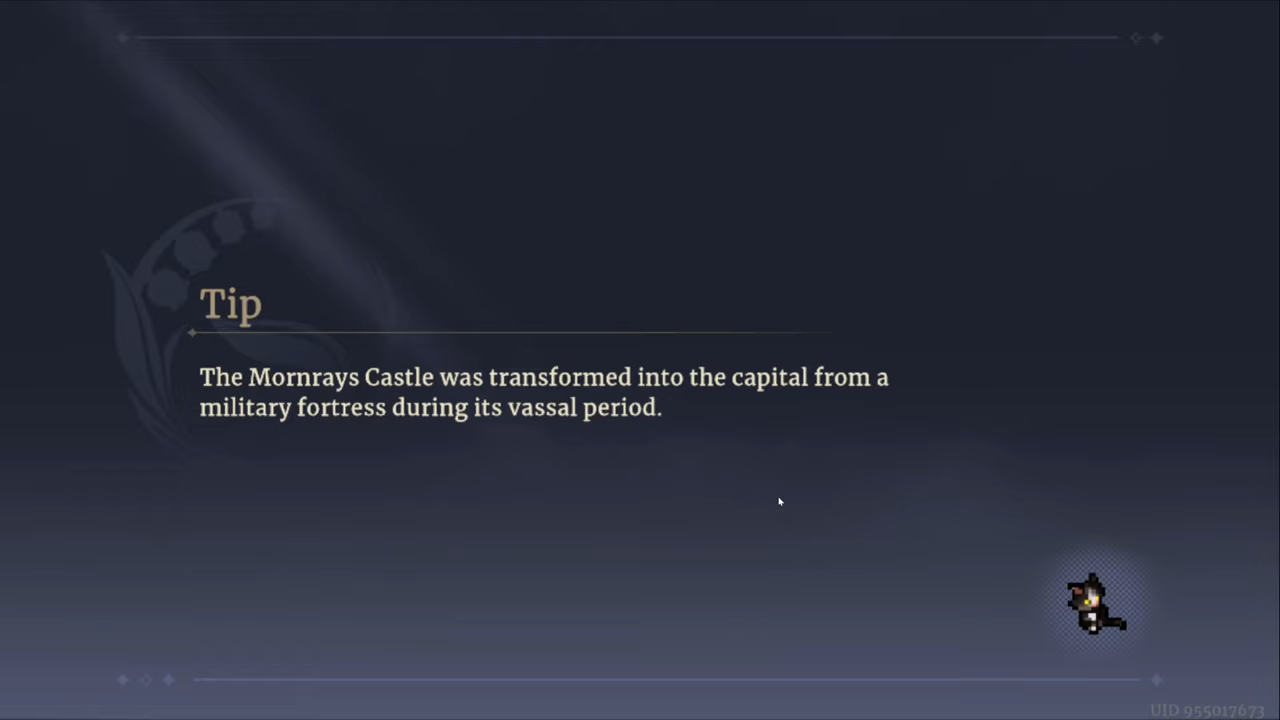 Tip
The Mornrays Castle was transformed into the capital from a
military fortress during its vassal period.
UID 955017673